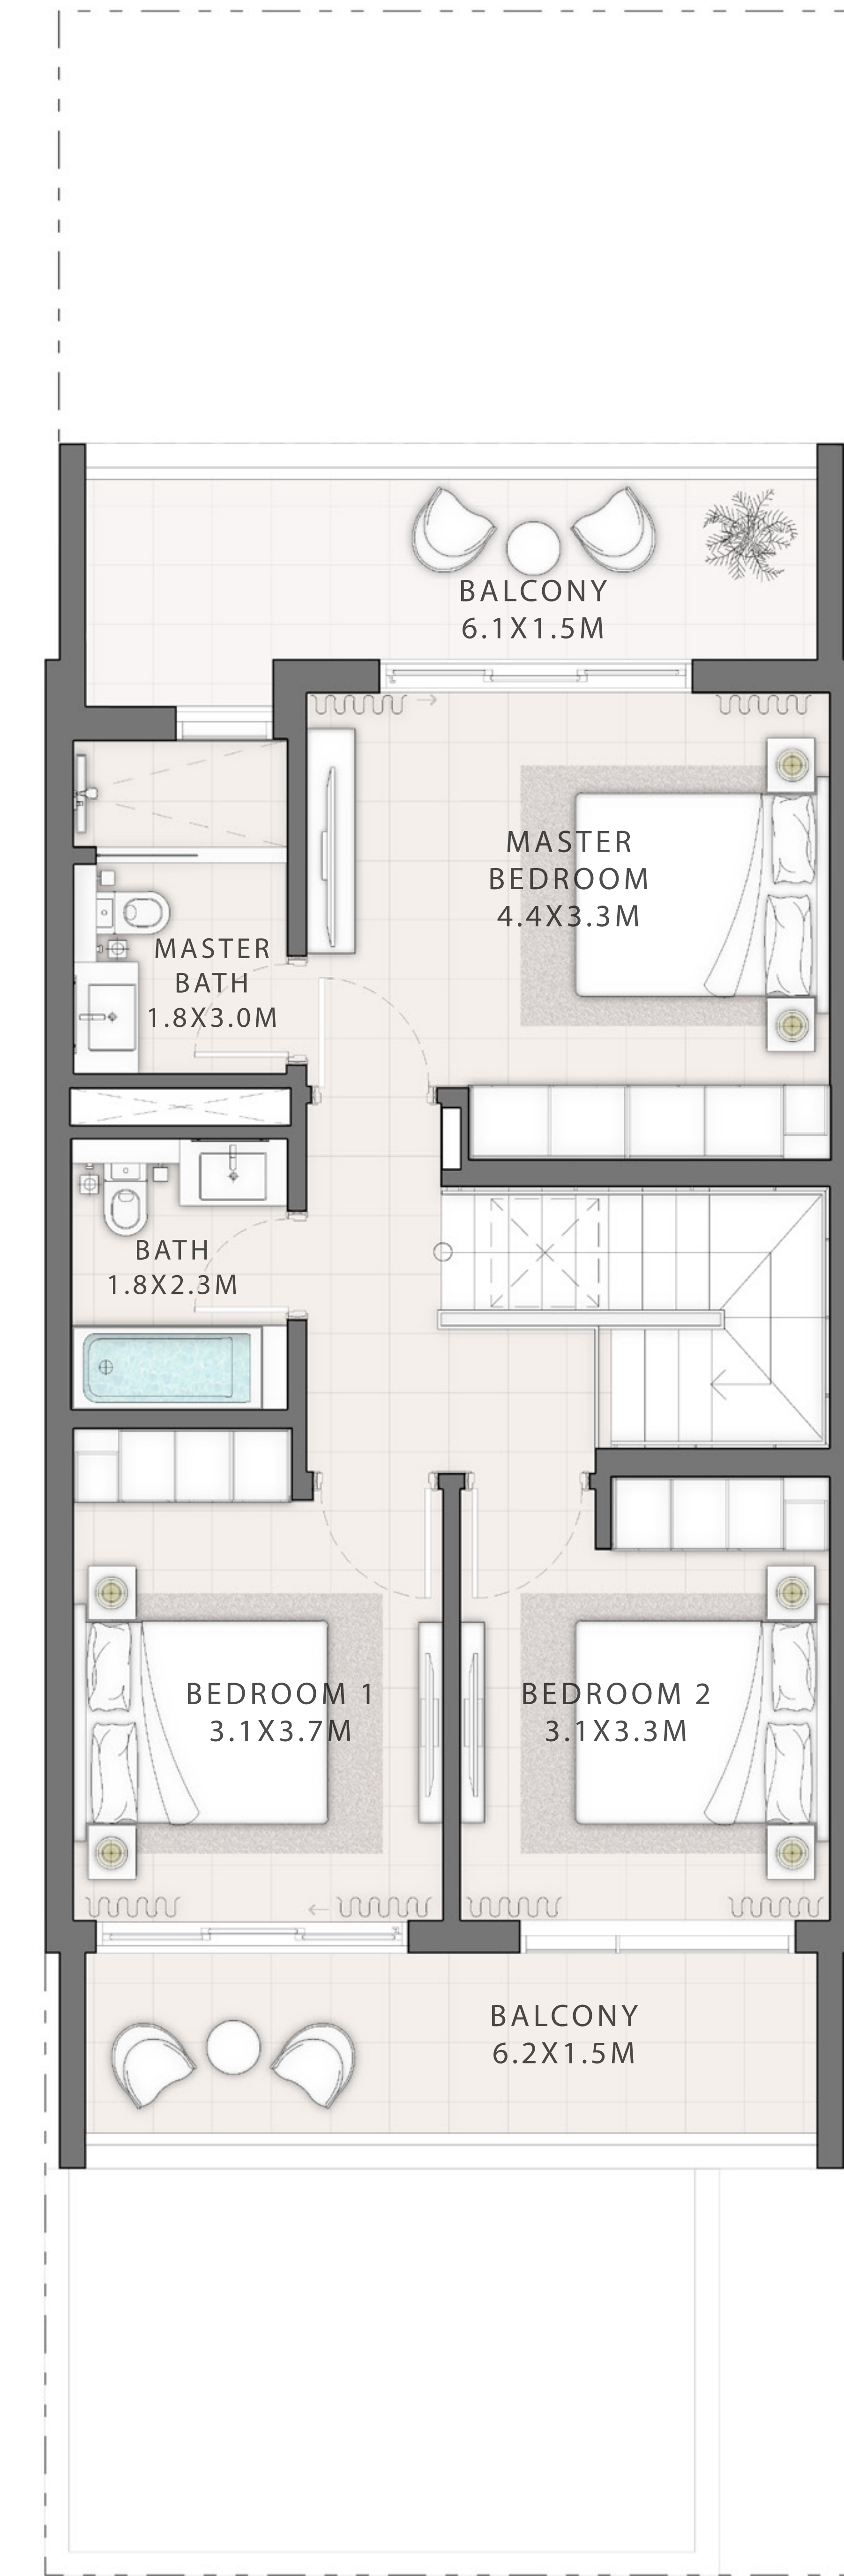 BALCONY
6.1X1.5M
MASTER
BEDROOM
4.4X3.3M
MASTER
BATH
1.8X3.0M
BATH
1.8X2.3M
BEDROOM 1
3.1X3.7M
BEDROOM 2
3.1X3.3M
BALCONY
6.2X1.5M